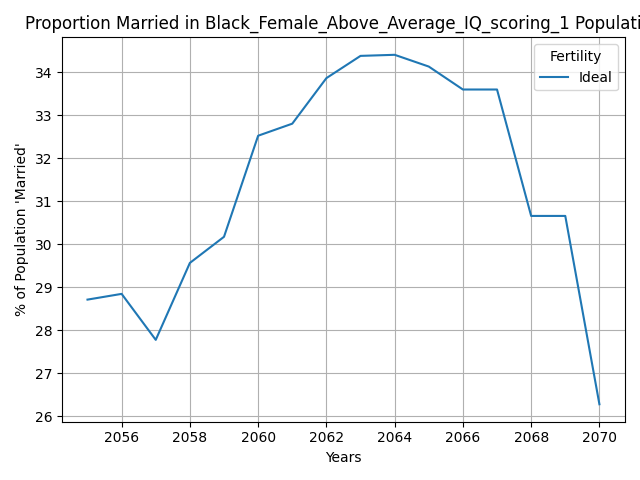 Proportion Married in Black_Female_Above_Average_IQ_scoring_1 Populati
Fertility
Ideal
% of Population 'Married'
34
33
32
31
30
29
28
27
26
2056 2058 2060 2062 2064 2066 2068 2070
Years